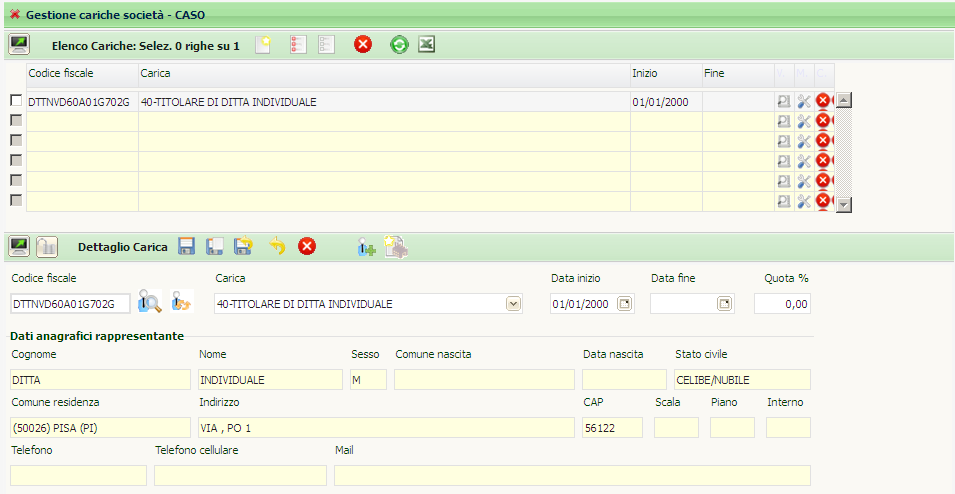 Gestione cariche società - CASO
Elenco Cariche: Selez. 0 righe su 1
Codice fiscale Carica Inizio Fine
DTTNVD60A01G702G 40-TITOLARE DI DITTA INDIVIDUALE 01/01/2000
Dettaglio Carica
Codice fiscale Carica Data inizio Data fine Quota %
DTTNVD60A01G702G 40-TITOLARE DI DITTA INDIVIDUALE 01/01/2000 0,00
Dati anagrafici rappresentante
Cognome Nome Sesso Comune nascita Data nascita Stato civile
DITTA INDIVIDUALE M CELIBE/NUBILE
Comune residenza Indirizzo CAP Scala Piano Interno
(50026) PISA (PI) VIA , PO 1 56122
Telefono Telefono cellulare Mail